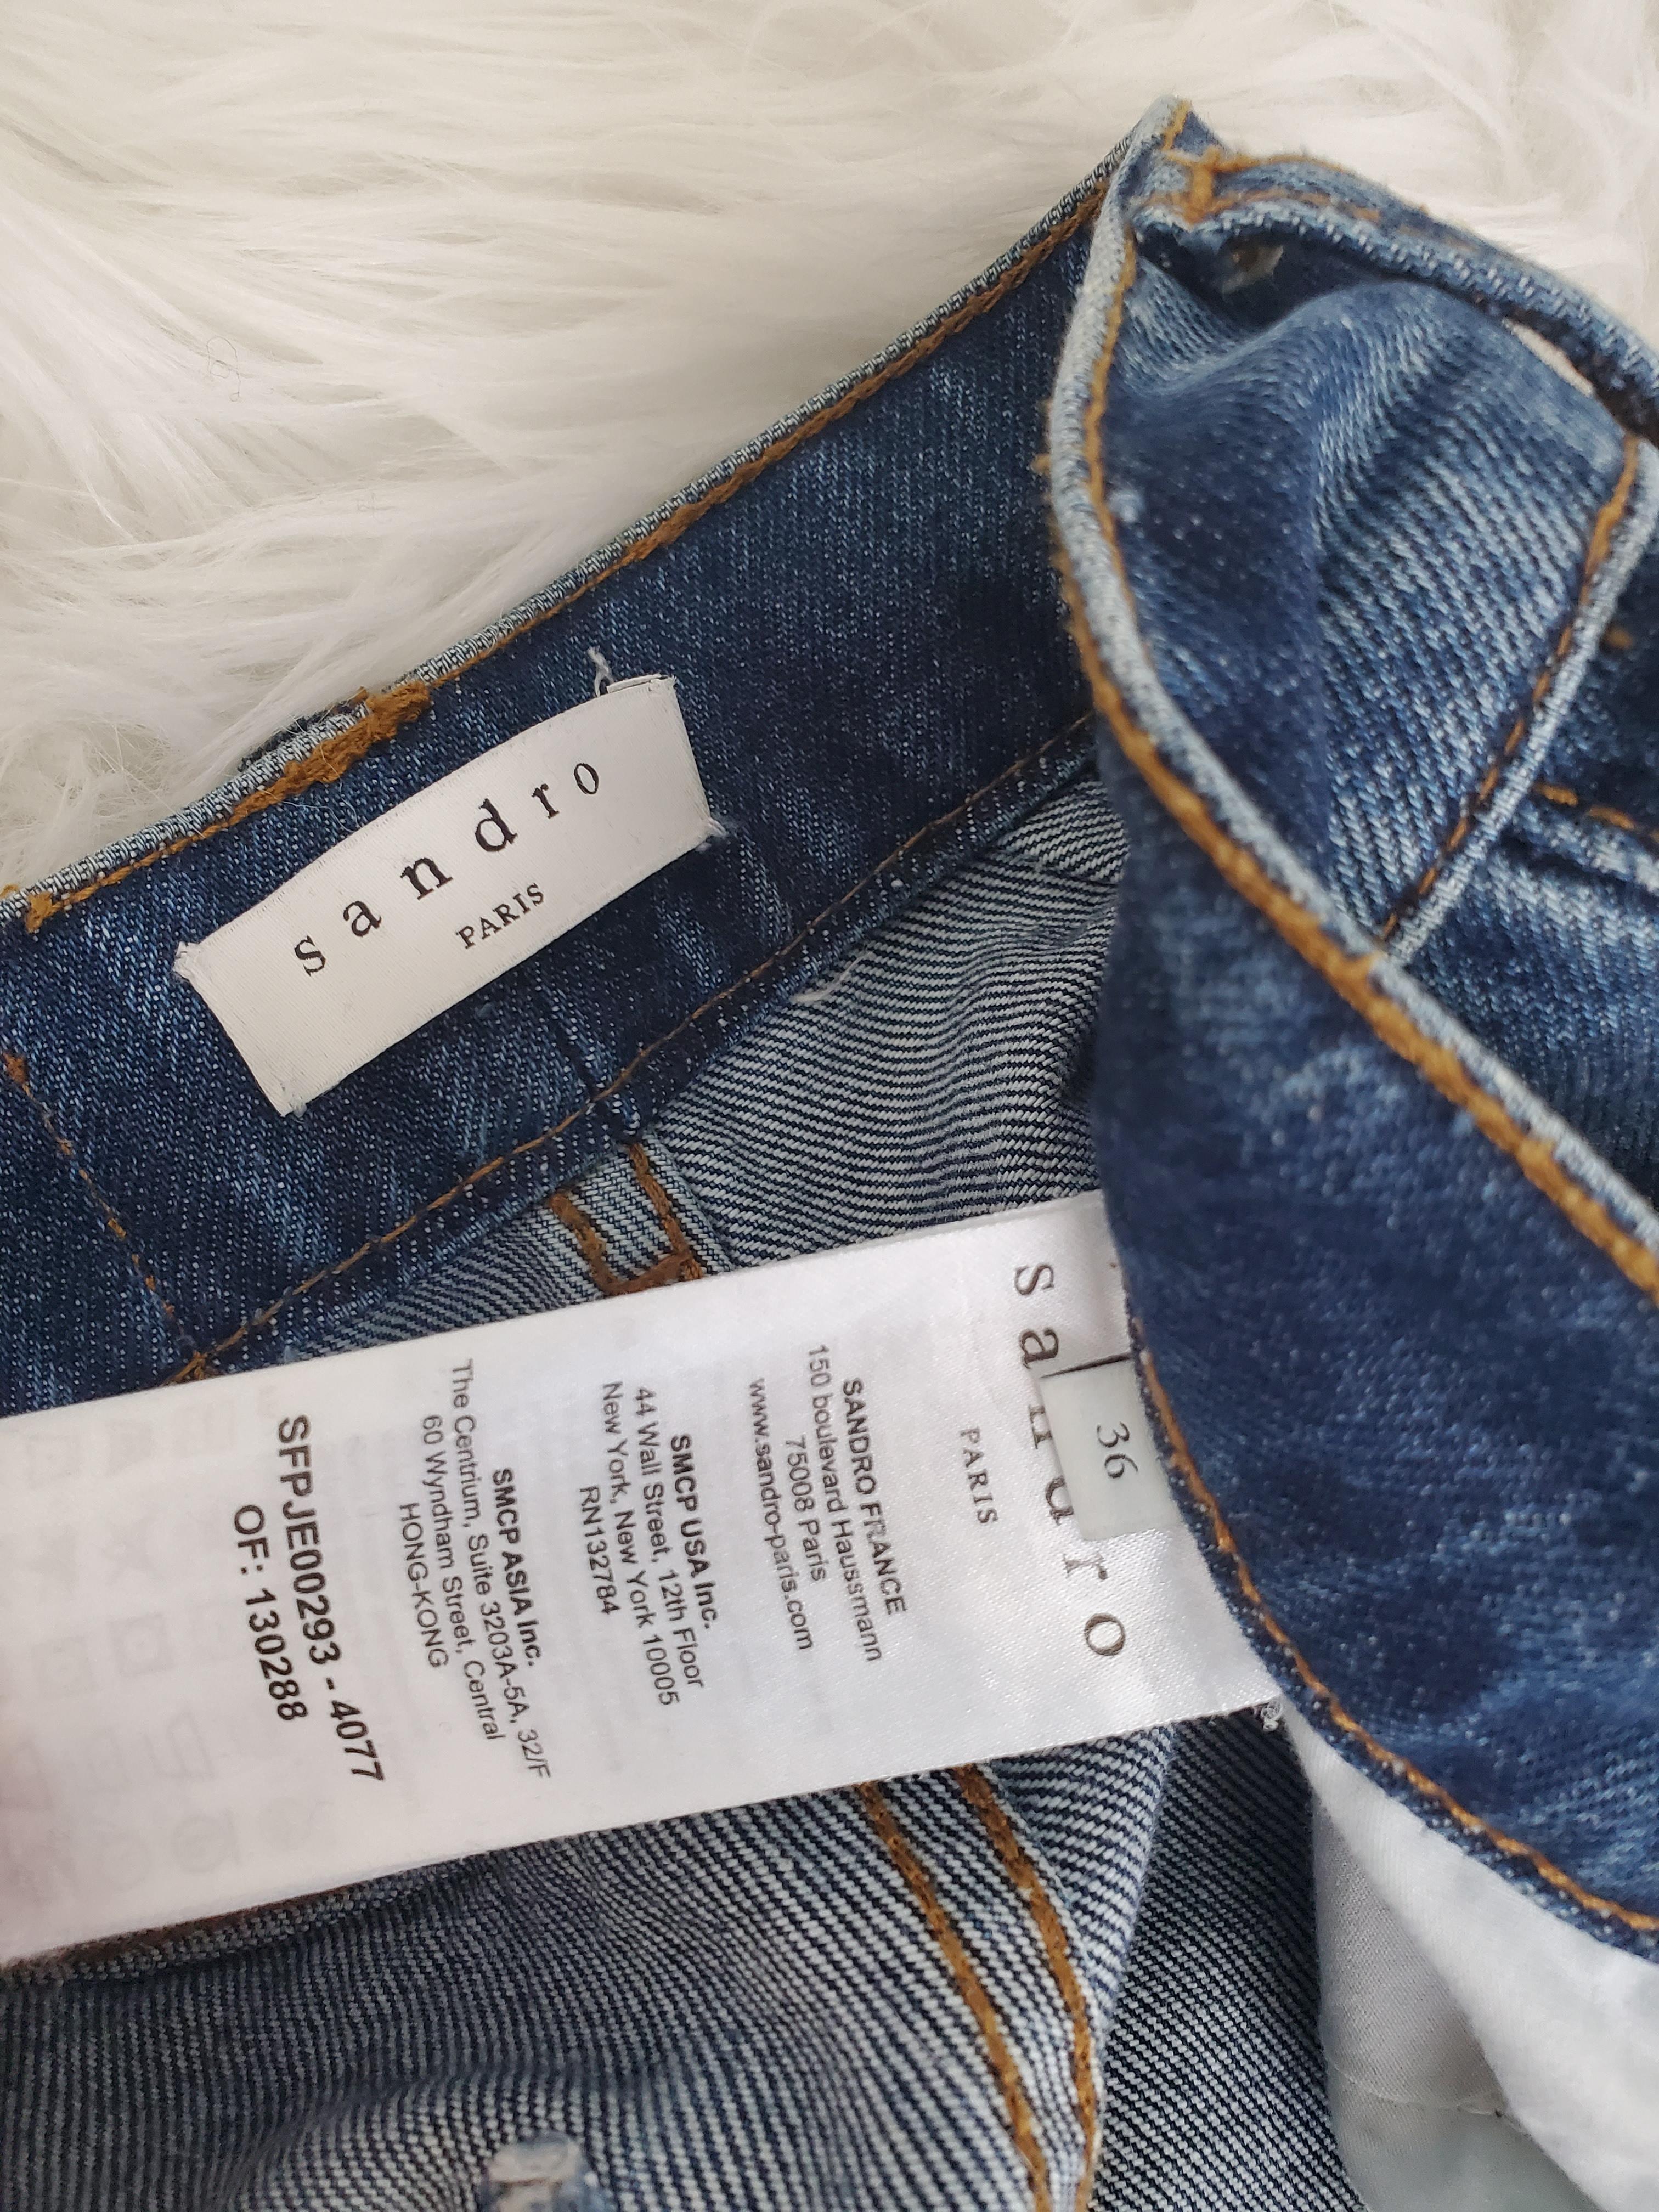 sandro
PARIS
36
sandro
PARIS
SANDRO FRANCE
150 boulevard Haussmann
75008 Paris
www.sandro-paris.com
SMCP USA Inc.
44 Wall Street, 12th Floor
New York, New York 10005
RN132784
SMCP ASIA Inc.
The Centrium, Suite 3203A-5A, 32/F
60 Wyndham Street, Central
HONG-KONG
SFPJE00293 - 4077
OF: 130288